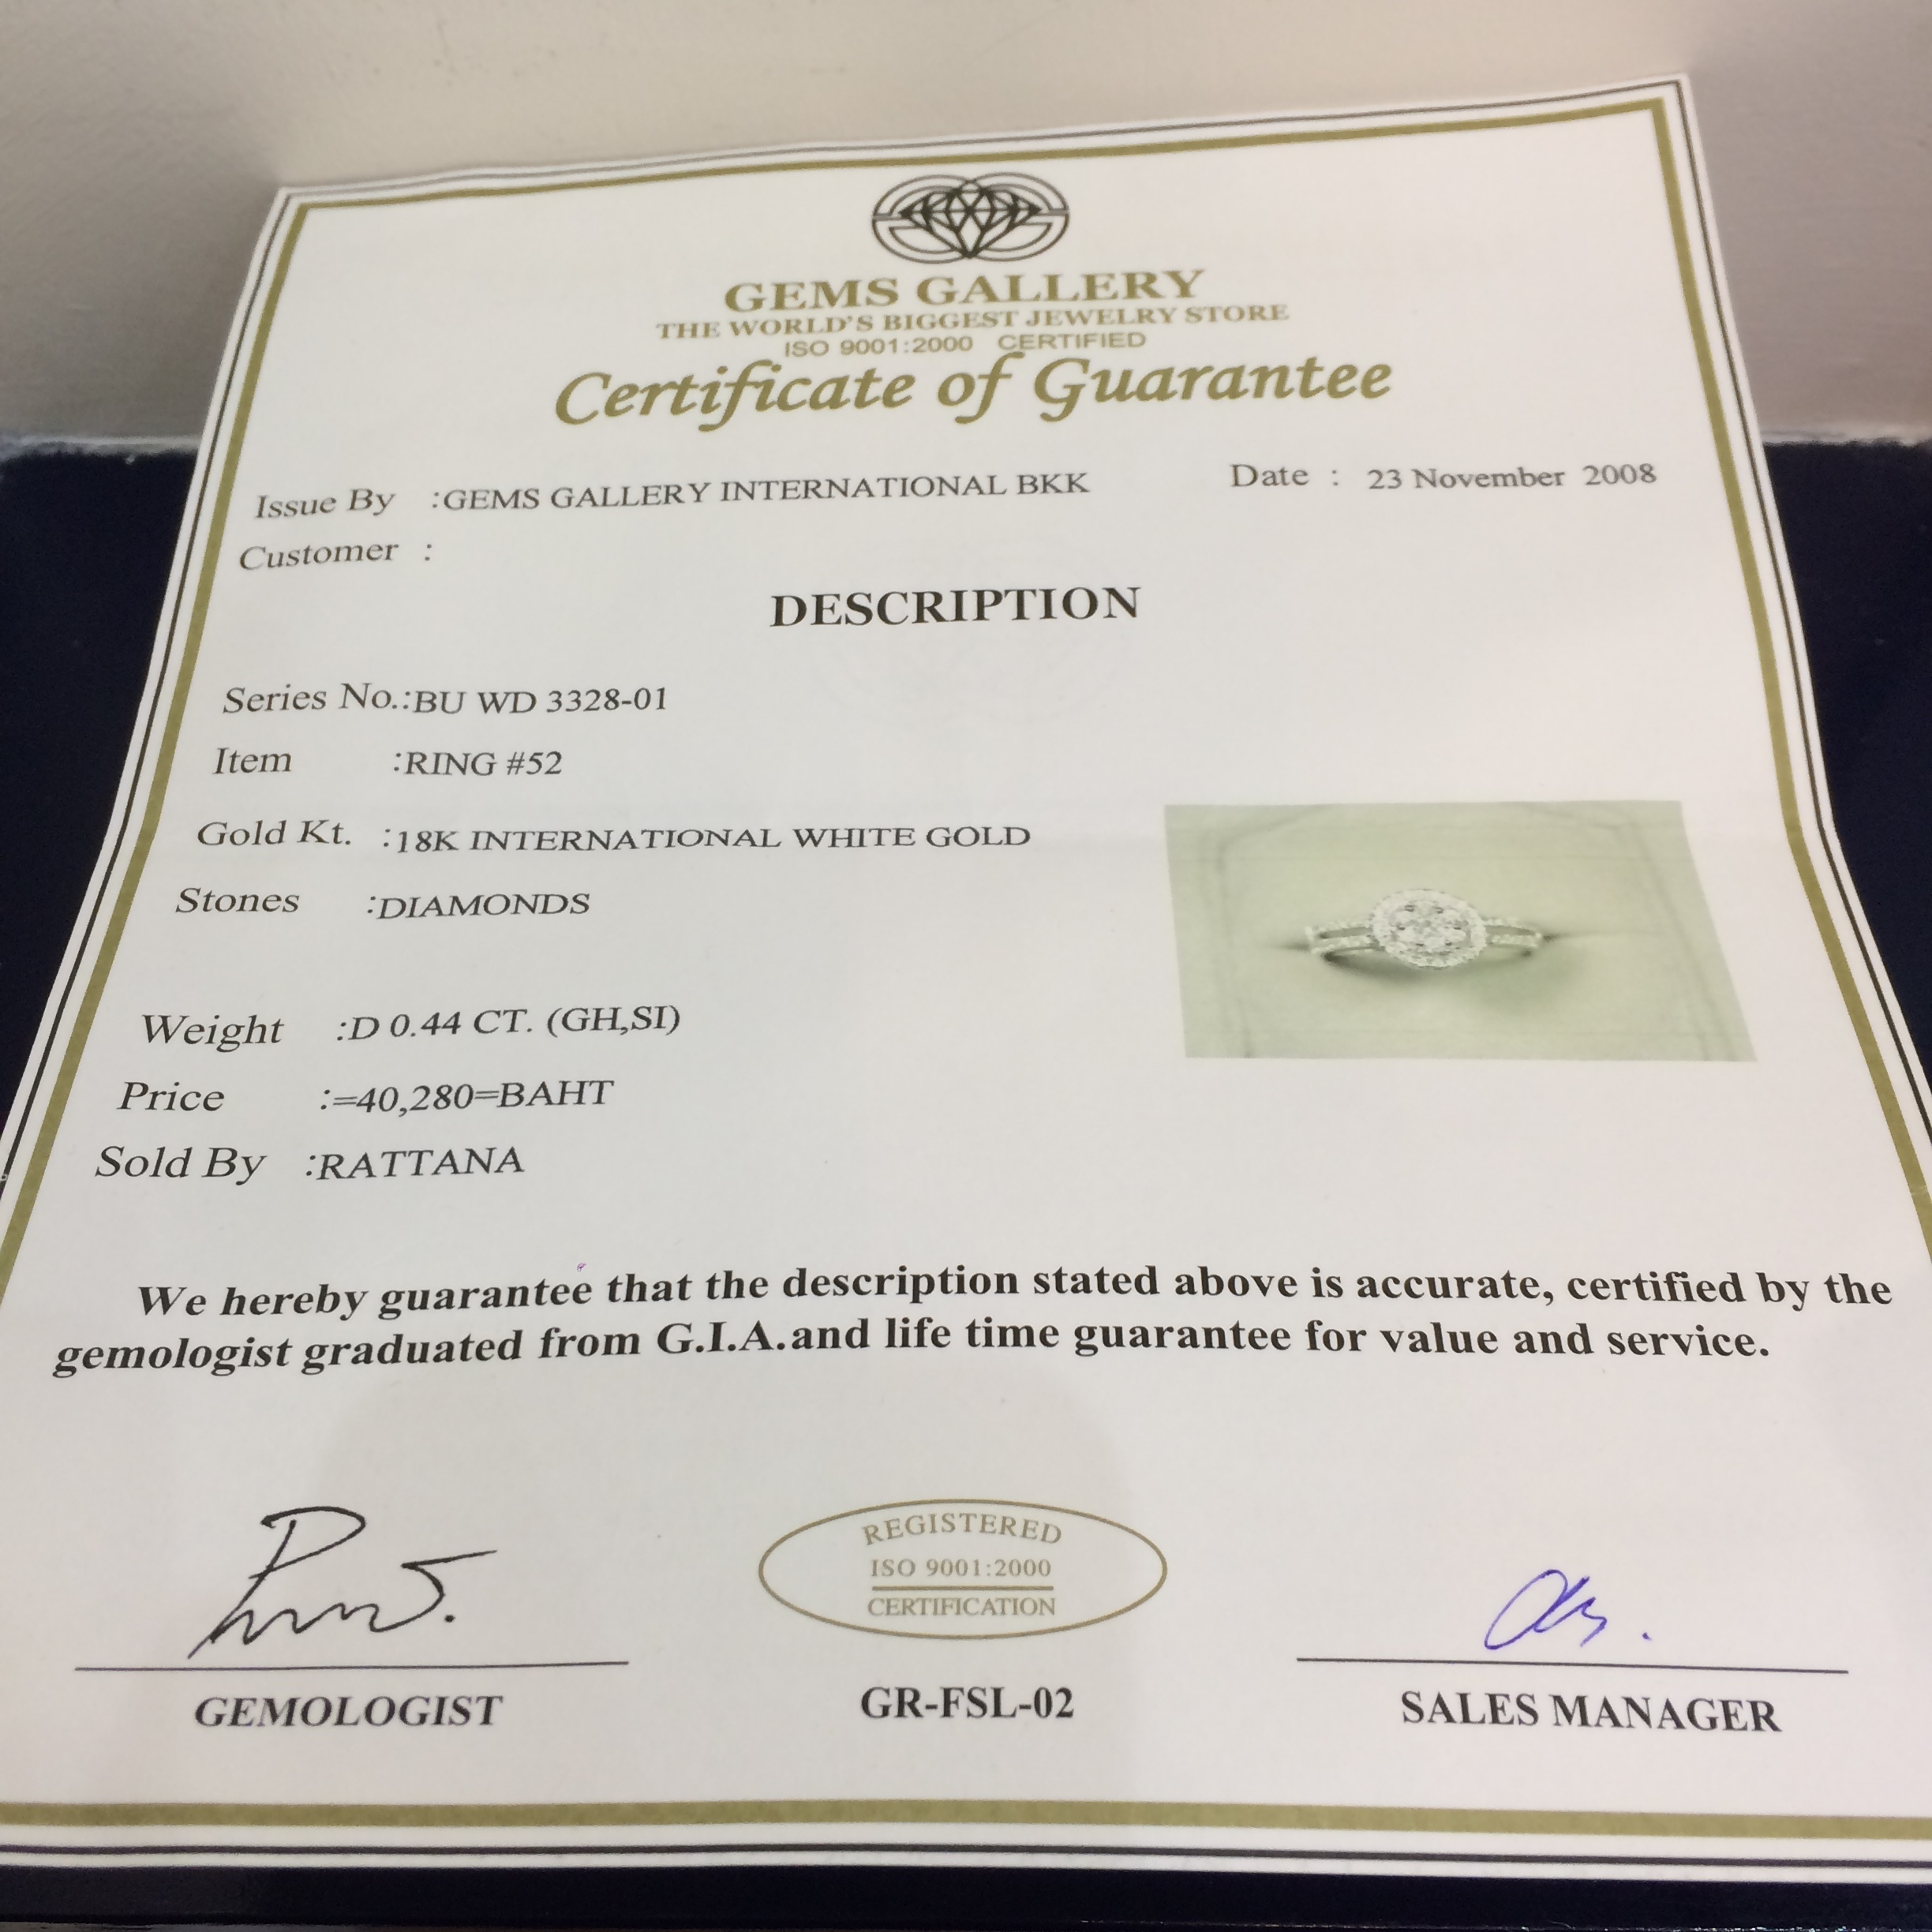 GEMS GALLERY
THE WORLD'S BIGGEST JEWELRY STORE
ISO 9001:2000 CERTIFIED
Certificate of Guarantee
Issue By :GEMS GALLERY INTERNATIONAL BKK Date : 23 November 2008
Customer :
DESCRIPTION
Series No.:BU WD 3328-01
Item :RING #52
Gold Kt. :18K INTERNATIONAL WHITE GOLD
Stones :DIAMONDS
Weight :D 0.44 CT. (GH,SI)
Price :=40,280=BAHT
Sold By :RATTANA
We hereby guarantee that the description stated above is accurate, certified by the
gemologist graduated from G.I.A.and life time guarantee for value and service.
REGISTERED
ISO 9001:2000
CERTIFICATION
GEMOLOGIST GR-FSL-02 SALES MANAGER